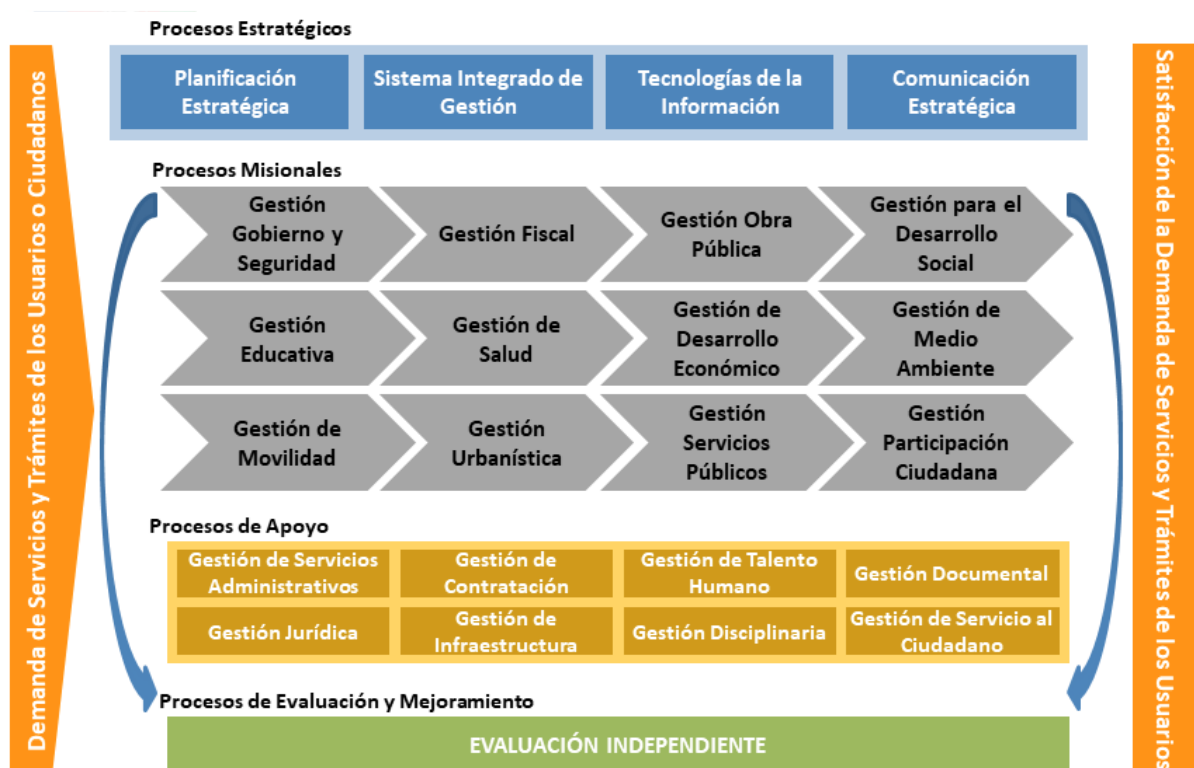 Procesos Estratégicos
Planificación
Estratégica
Sistema Integrado de
Gestión
Tecnologías de la
Información
Comunicación
Estratégica
Procesos Misionales
Gestión
Gobierno y
Seguridad
Gestión Fiscal
Gestión Obra
Pública
Gestión para el
Desarrollo
Social
Gestión
Educativa
Gestión de
Salud
Gestión de
Desarrollo
Económico
Gestión de
Medio
Ambiente
Gestión de
Movilidad
Gestión
Urbanística
Gestión
Servicios
Públicos
Gestión
Participación
Ciudadana
Procesos de Apoyo
Gestión de Servicios
Administrativos
Gestión de
Contratación
Gestión de Talento
Humano
Gestión Documental
Gestión Jurídica
Gestión de
Infraestructura
Gestión Disciplinaria
Gestión de Servicio al
Ciudadano
Procesos de Evaluación y Mejoramiento
EVALUACIÓN INDEPENDIENTE
Demanda de Servicios y Trámites de los Usuarios o Ciudadanos
Satisfacción de la Demanda de Servicios y Trámites de los Usuarios